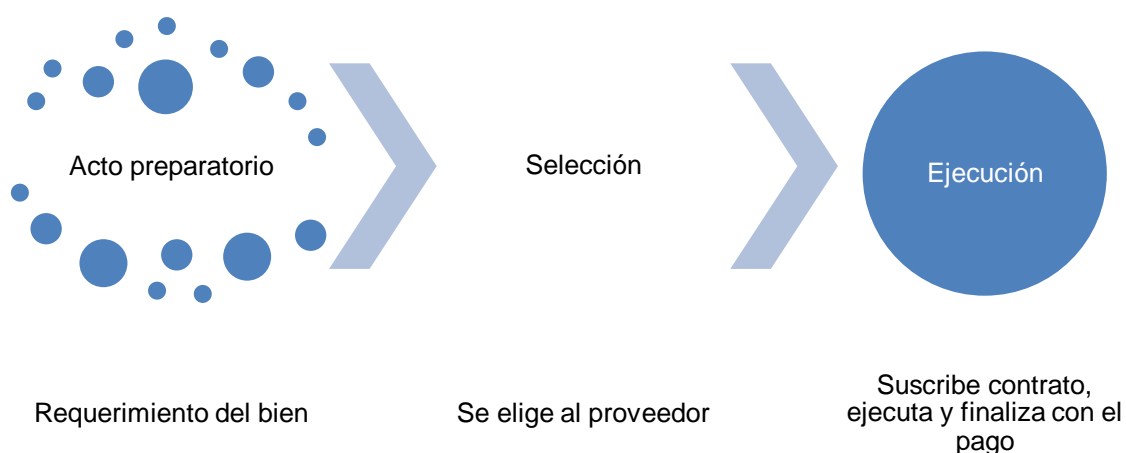 Acto preparatorio
Selección
Ejecución
Requerimiento del bien
Se elige al proveedor
Suscribe contrato,
ejecuta y finaliza con el
pago